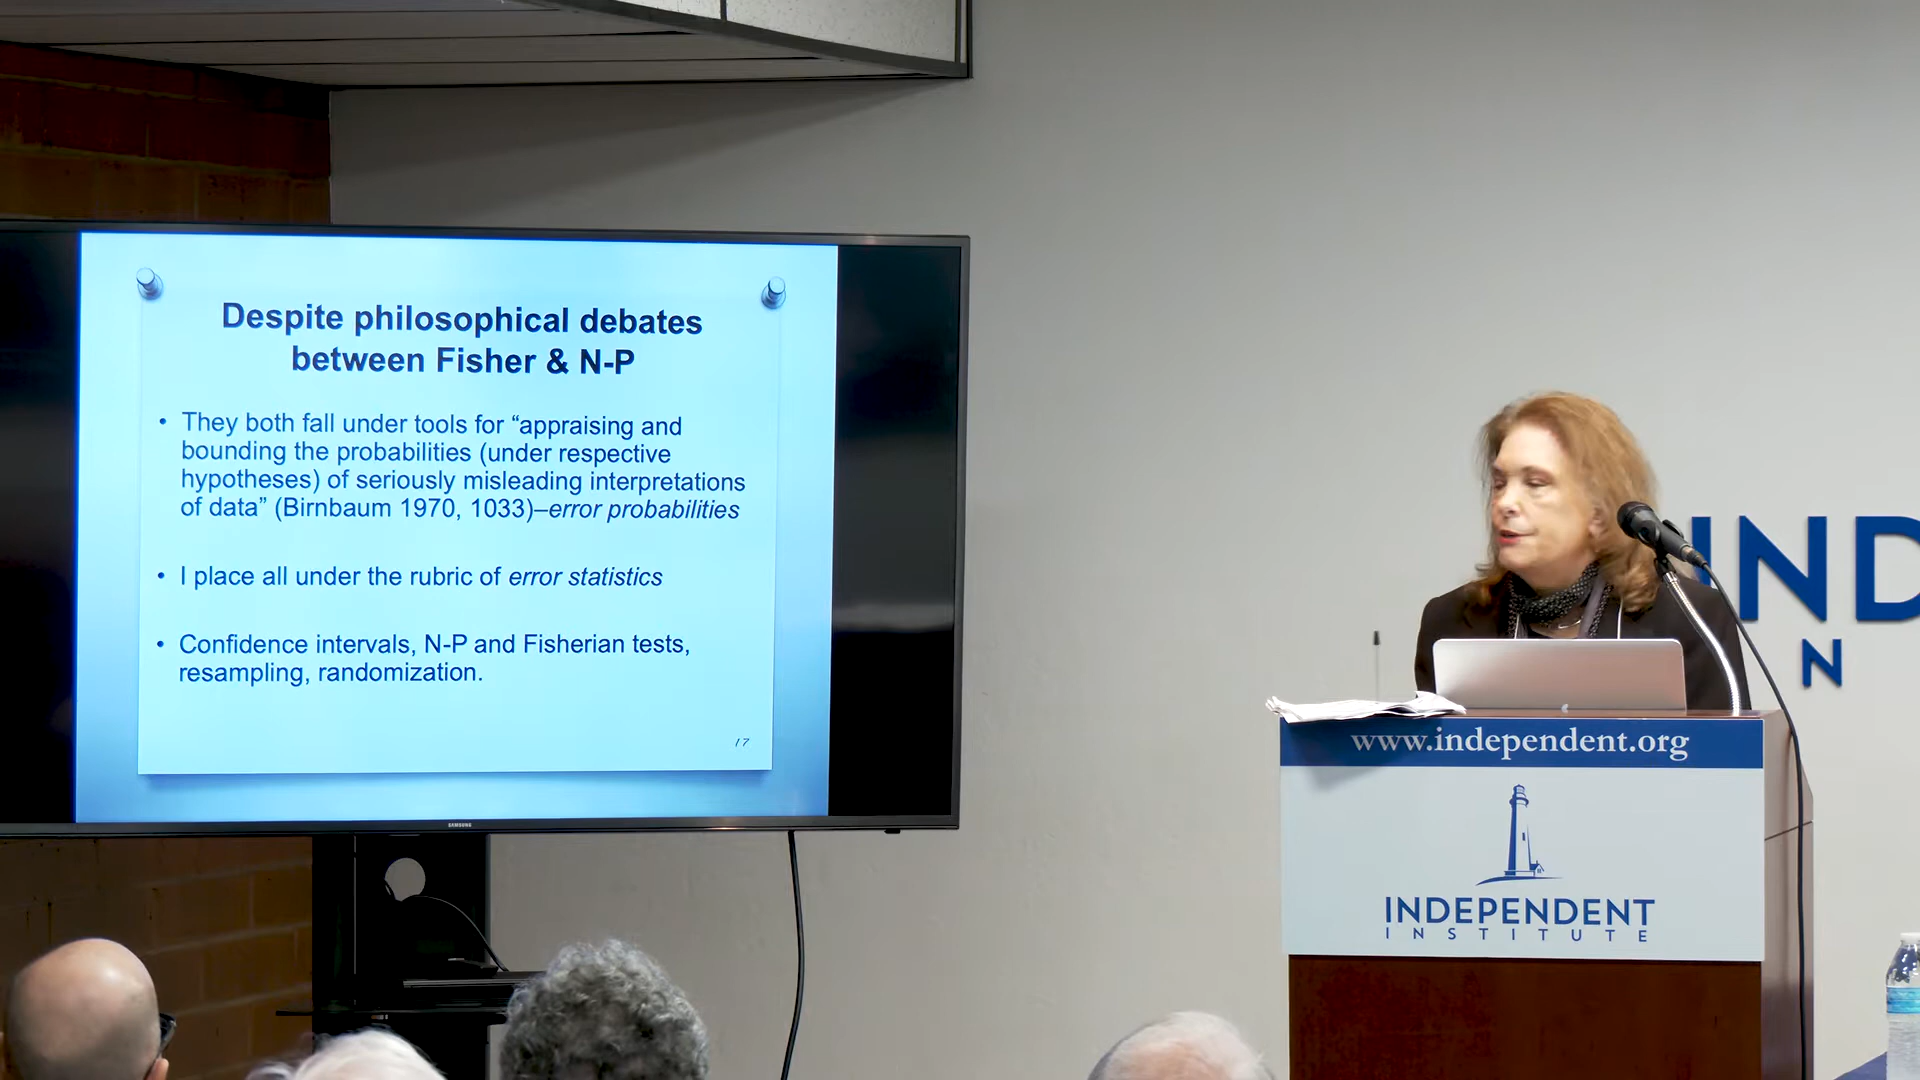 Despite philosophical debates
between Fisher & N-P
• They both fall under tools for “appraising and
bounding the probabilities (under respective
hypotheses) of seriously misleading interpretations
of data” (Birnbaum 1970, 1033)–error probabilities
• I place all under the rubric of error statistics
• Confidence intervals, N-P and Fisherian tests,
resampling, randomization.
17
SAMSUNG
IND
N
www.independent.org
INDEPENDENT
INSTITUTE